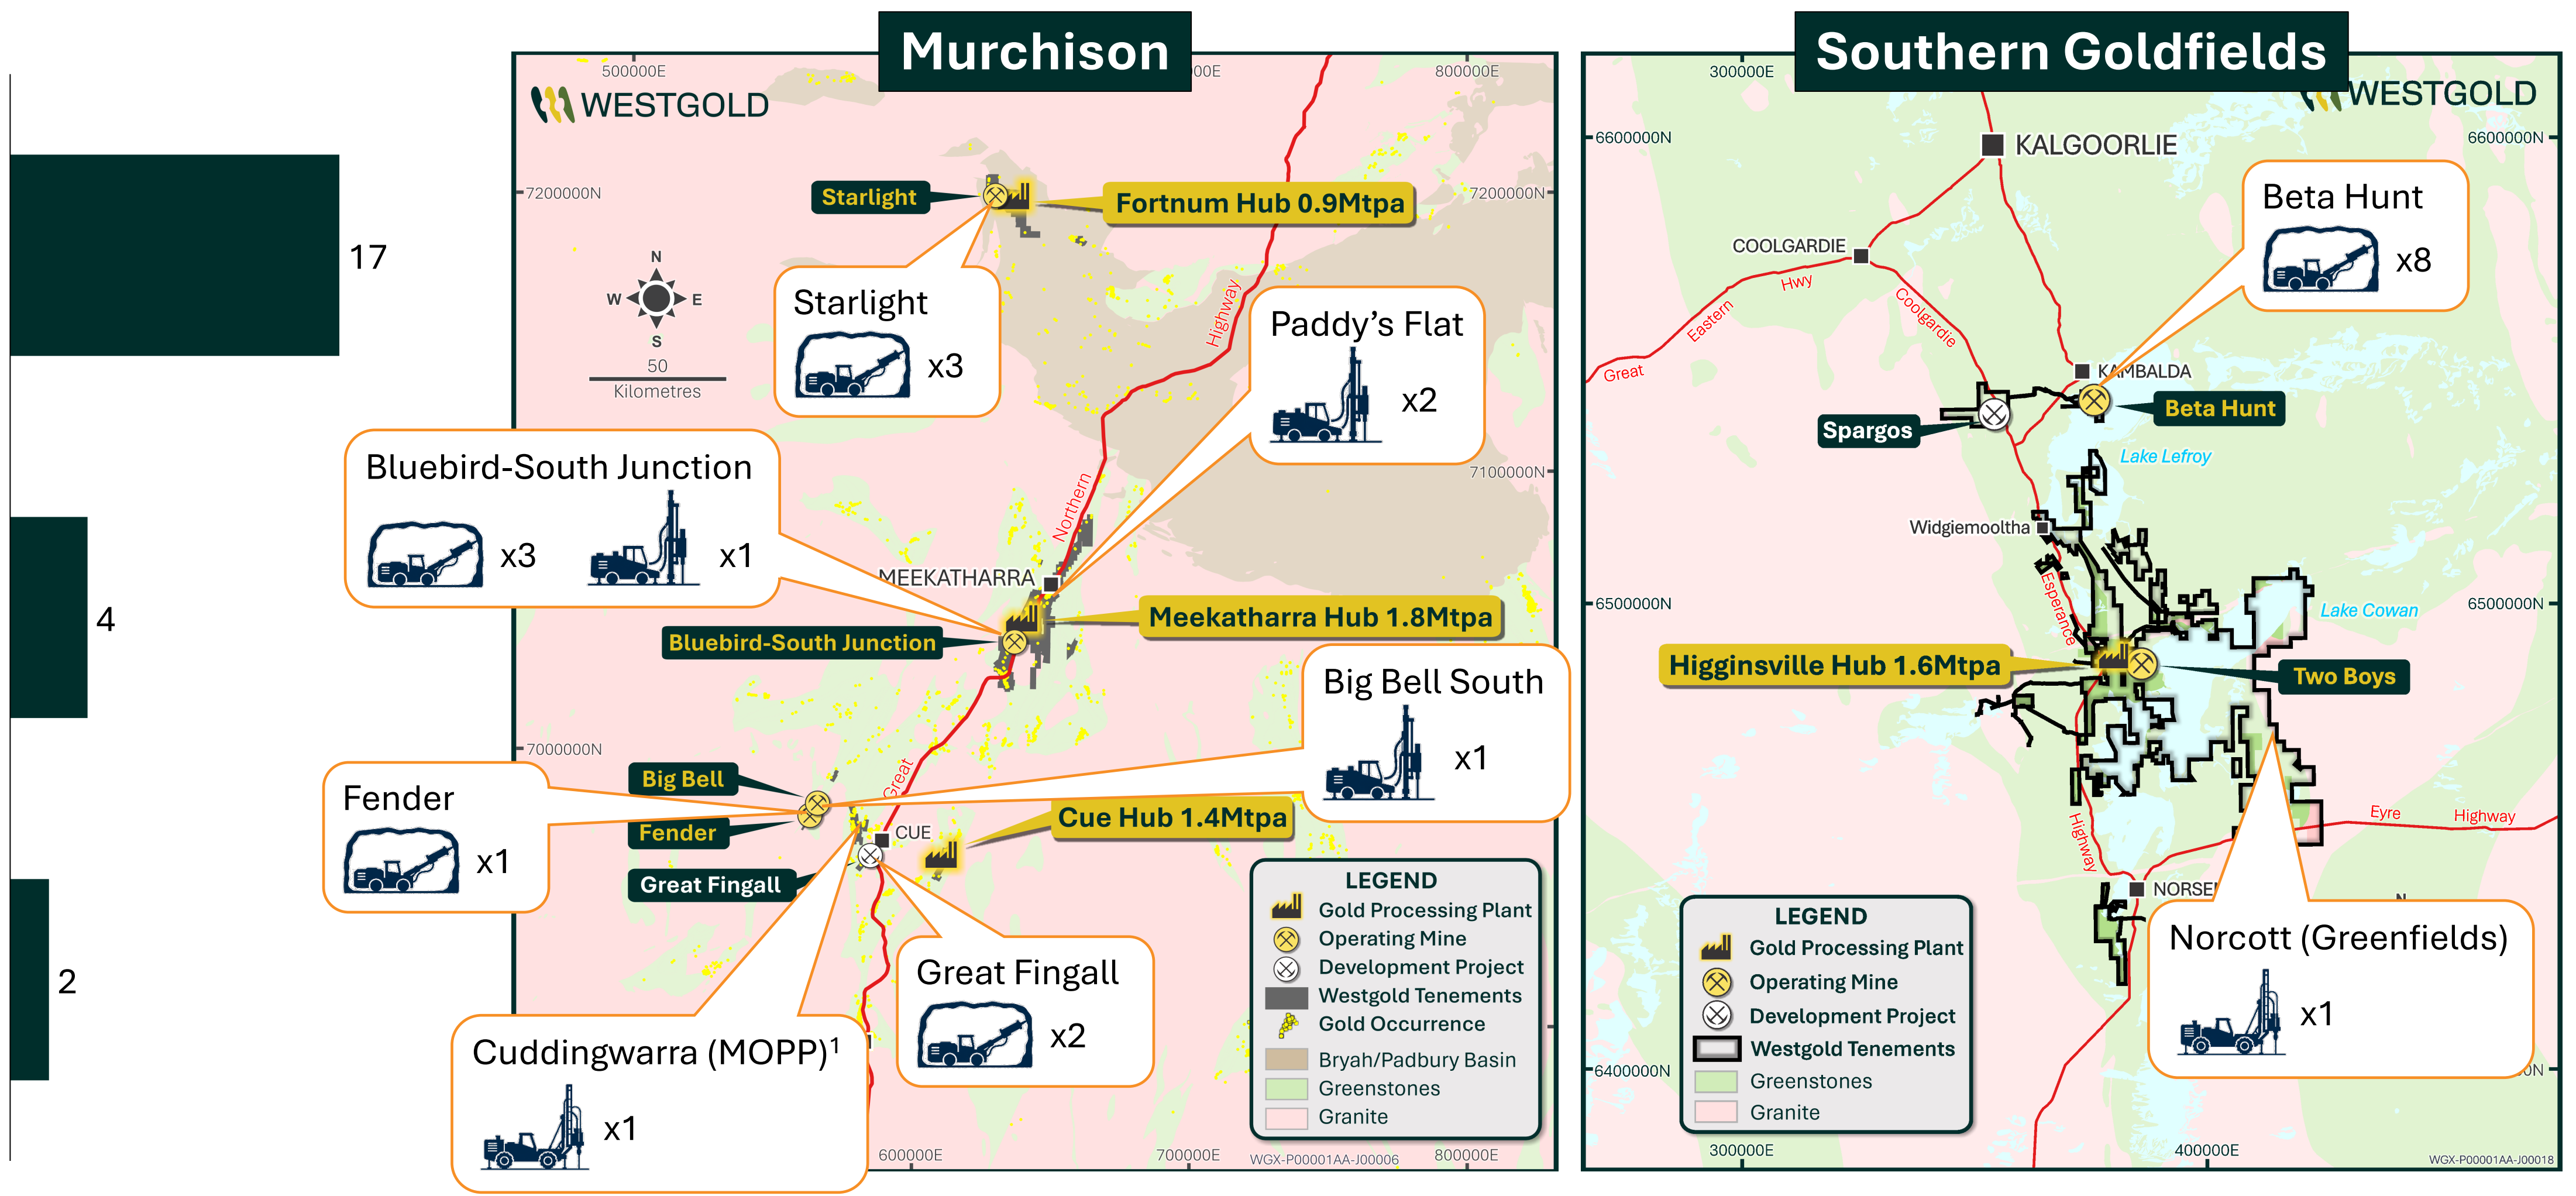 17
4
2
Murchison
500000E
00E
800000E
WESTGOLD
7200000N
7200000N
Starlight
Fortnum Hub 0.9Mtpa
N
W
E
S
50
Kilometres
Starlight
x3
Highway
Paddy’s Flat
x2
Bluebird-South Junction
x3
x1
7100000N
Northern
MEEKATHARRA
Meekatharra Hub 1.8Mtpa
Bluebird-South Junction
Big Bell South
x1
7000000N
Great
Big Bell
Fender
x1
Fender
Cue Hub 1.4Mtpa
CUE
Great Fingall
Great Fingall
x2
Cuddingwarra (MOPP)¹
x1
LEGEND
Gold Processing Plant
Operating Mine
Development Project
Westgold Tenements
Gold Occurrence
Bryah/Padbury Basin
Greenstones
Granite
600000E
700000E
WGX-P00001AA-J00006
800000E
Southern Goldfields
300000E
WESTGOLD
6600000N
6600000N
KALGOORLIE
COOLGARDIE
Beta Hunt
x8
Great
Eastern
Hwy
Coolgardie
KAMBALDA
Spargos
Beta Hunt
Lake Lefroy
Widgiemooltha
6500000N
6500000N
Esperance
Lake Cowan
Higginsville Hub 1.6Mtpa
Two Boys
Eyre
Highway
Highway
NORSE
N
Norcott (Greenfields)
x1
LEGEND
Gold Processing Plant
Operating Mine
Development Project
Westgold Tenements
Greenstones
Granite
6400000N
0N
300000E
400000E
WGX-P00001AA-J00018